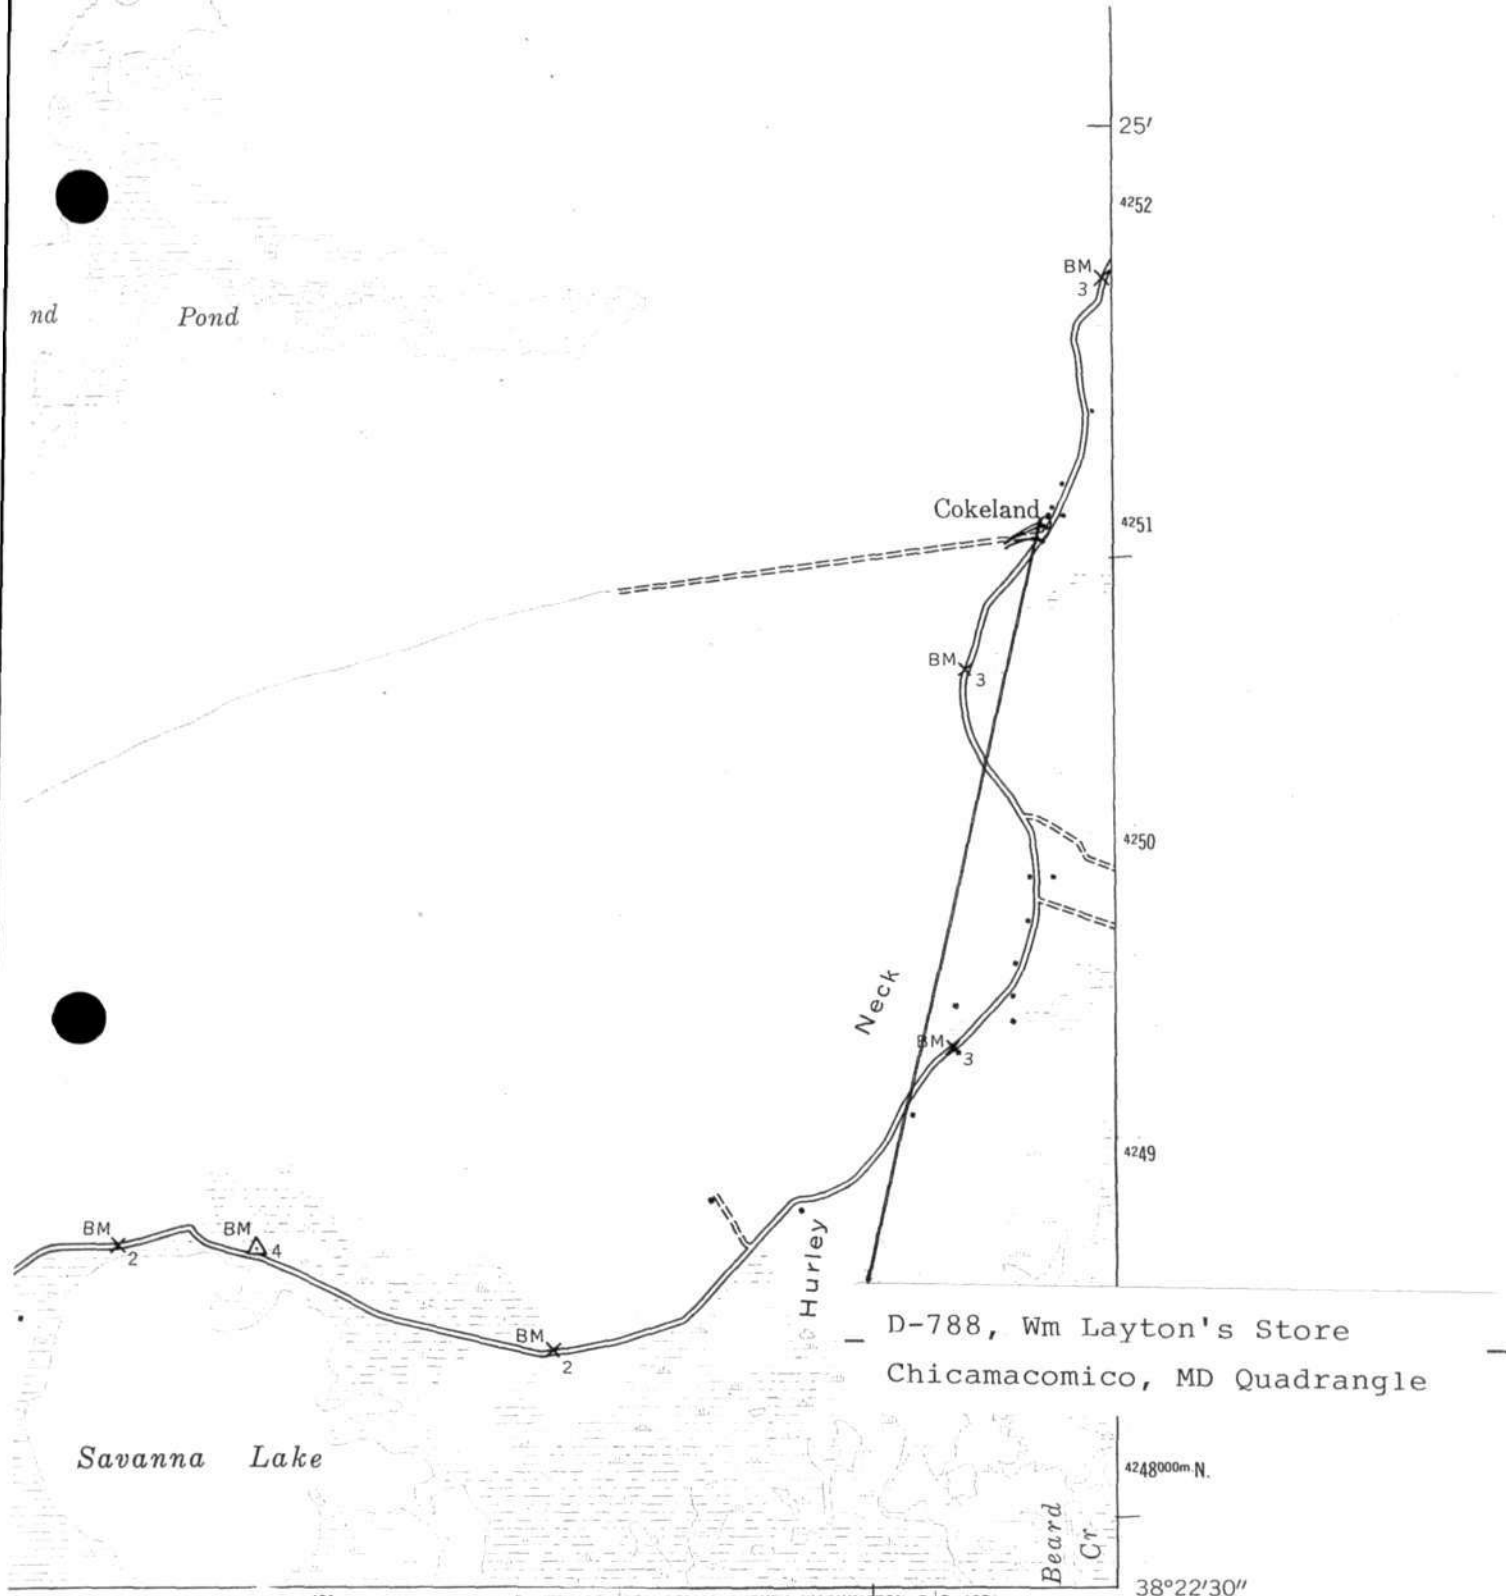 25′
4252
BM
3
nd Pond
Cokeland
4251
BM
3
4250
Neck
BM
3
4249
BM
2
BM
4
Hurley
BM
2
D-788, Wm Layton's Store
Chicamacomico, MD Quadrangle
Savanna Lake
4248000m.N.
Beard
Cr
38°22′30″